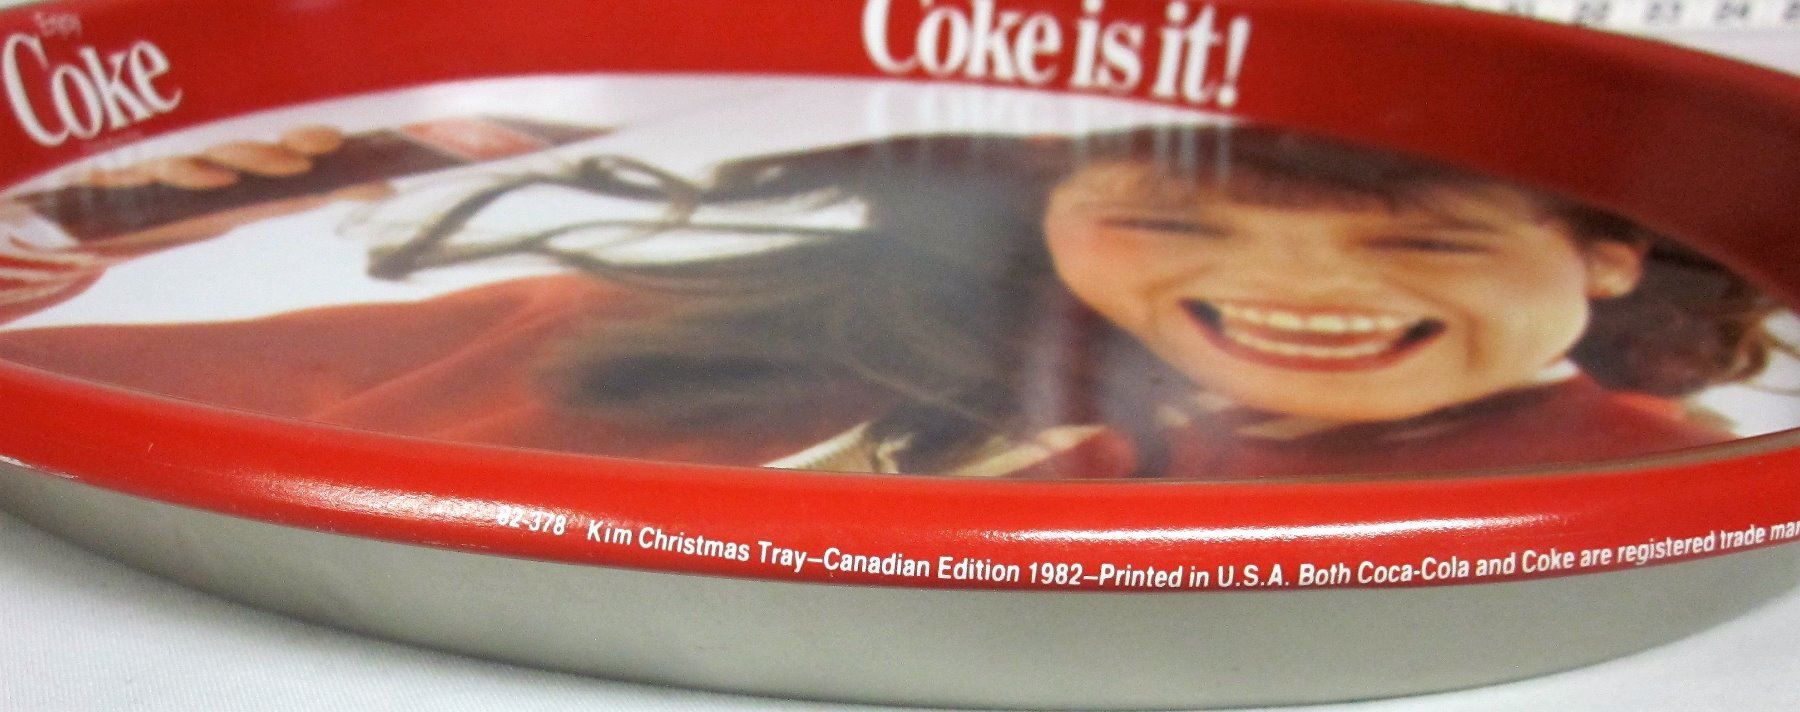 Enjoy
Coke
Coke is it!
82-378 Kim Christmas Tray–Canadian Edition 1982–Printed in U.S.A. Both Coca-Cola and Coke are registered trade mar